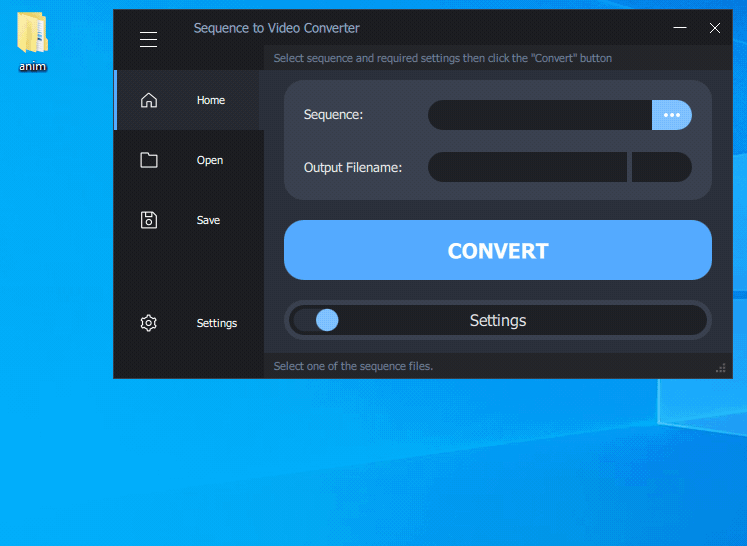 anim
Sequence to Video Converter
Select sequence and required settings then click the "Convert" button
Home
Open
Save
Settings
Sequence:
Output Filename:
CONVERT
Settings
Select one of the sequence files.